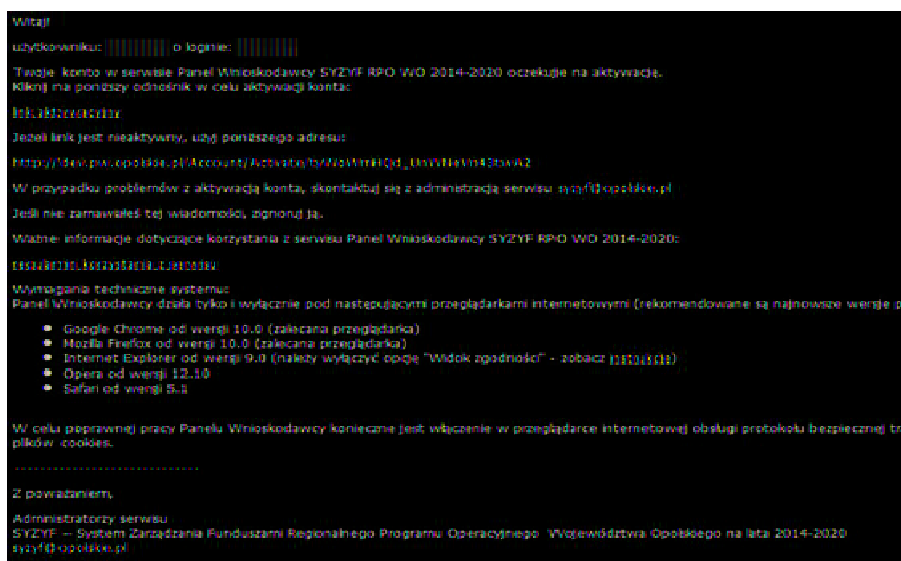 Witaj!
użytkowniku: o loginie:
Twoje konto w serwisie Panel Wnioskodawcy SYZYF RPO WO 2014-2020 oczekuje na aktywację.
Kliknij na poniższy odnośnik w celu aktywacji konta:
link aktywacyjny
Jeżeli link jest nieaktywny, użyj poniższego adresu:
W przypadku problemów z aktywacją konta, skontaktuj się z administracją serwisu syzyf@opolskie.pl
Jeśli nie zamawiałeś tej wiadomości, zignoruj ją.
Ważne informacje dotyczące korzystania z serwisu Panel Wnioskodawcy SYZYF RPO WO 2014-2020:
Wymagania techniczne systemu:
Panel Wnioskodawcy działa tylko i wyłącznie pod następującymi przeglądarkami internetowymi (rekomendowane są najnowsze wersje p
Google Chrome od wersji 10.0 (zalecana przeglądarka)
Mozilla Firefox od wersji 10.0 (zalecana przeglądarka)
Internet Explorer od wersji 9.0 (należy wyłączyć opcję "Widok zgodności" - zobacz instrukcję)
Opera od wersji 12.10
Safari od wersji 5.1
W celu poprawnej pracy Panelu Wnioskodawcy konieczne jest włączenie w przeglądarce internetowej obsługi protokołu bezpiecznej tr
plików cookies.
------------------------------
Z poważaniem,
Administratorzy serwisu
SYZYF – System Zarządzania Funduszami Regionalnego Programu Operacyjnego Województwa Opolskiego na lata 2014-2020
syzyf@opolskie.pl